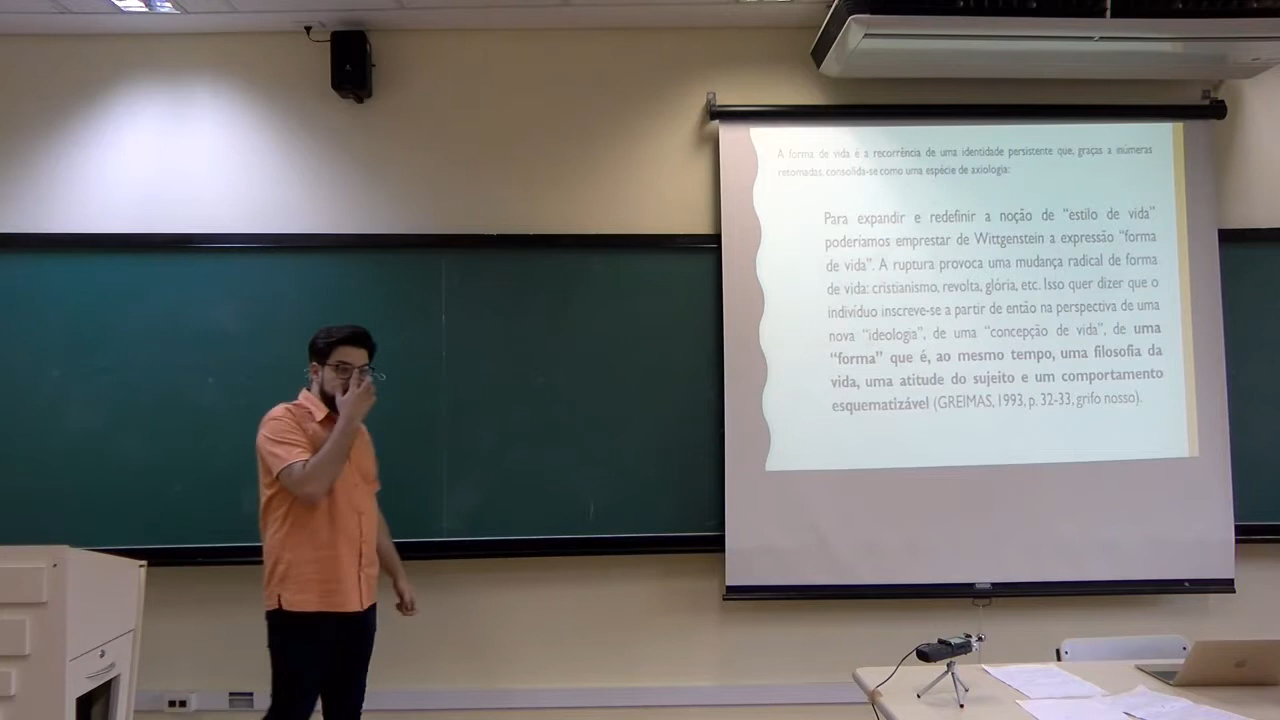 A forma de vida é a recorrência de uma identidade persistente que, graças a inúmeras
retomadas, consolida-se como uma espécie de axiologia:
Para expandir e redefinir a noção de “estilo de vida”
poderíamos emprestar de Wittgenstein a expressão “forma
de vida”. A ruptura provoca uma mudança radical de forma
de vida: cristianismo, revolta, glória, etc. Isso quer dizer que o
indivíduo inscreve-se a partir de então na perspectiva de uma
nova “ideologia”, de uma “concepção de vida”, de uma
“forma” que é, ao mesmo tempo, uma filosofia da
vida, uma atitude do sujeito e um comportamento
esquematizável (GREIMAS, 1993, p. 32-33, grifo nosso).